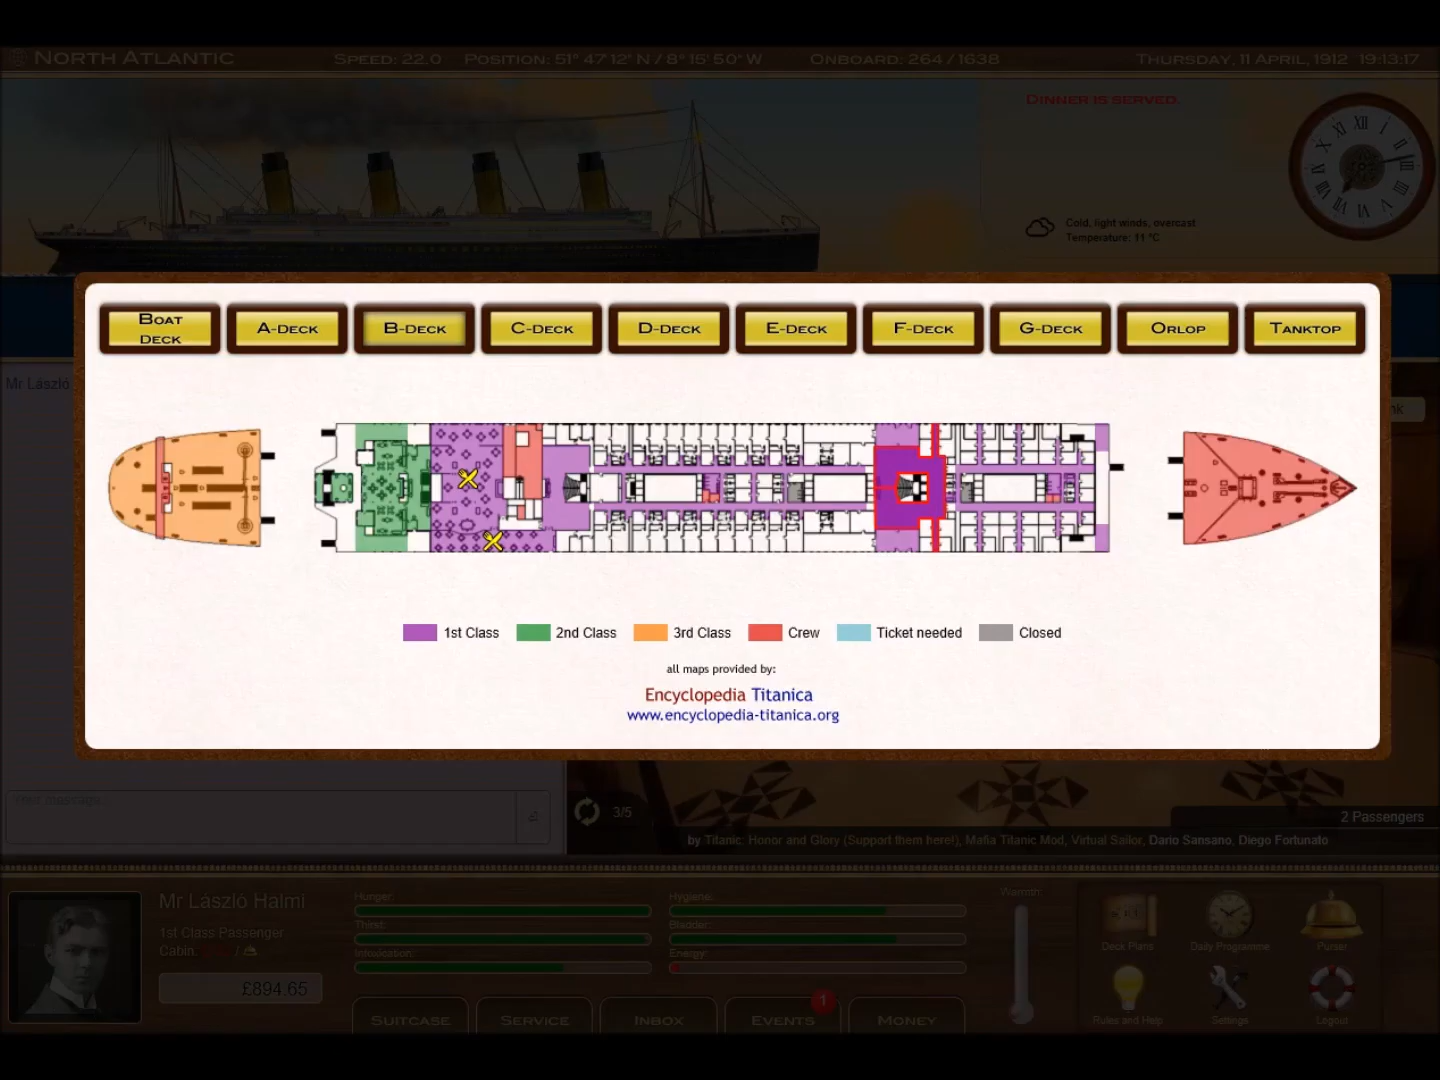 North Atlantic
Speed: 22.0 Position: 51° 47' 12" N / 8° 15' 50" W Onboard: 264 / 1638
Thursday, 11 April, 1912 19:13:17
Dinner is served.
Cold, light winds, overcast
Temperature: 11 °C
Boat Deck
A-Deck
B-Deck
C-Deck
D-Deck
E-Deck
F-Deck
G-Deck
Orlop
Tanktop
Mr László
1st Class
2nd Class
3rd Class
Crew
Ticket needed
Closed
all maps provided by:
Encyclopedia Titanica
www.encyclopedia-titanica.org
3/5
2 Passengers
by Titanic: Honor and Glory (Support them here!), Mafia Titanic Mod, Virtual Sailor, Dario Sansano, Diego Fortunato
Mr László Halmi
1st Class Passenger
Cabin:
£894.65
Hunger:
Thirst:
Intoxication:
Hygiene:
Bladder:
Energy:
Warmth:
Suitcase
Service
Inbox
Events
1
Money
Deck Plans
Daily Programme
Purser
Rules and Help
Settings
Logout